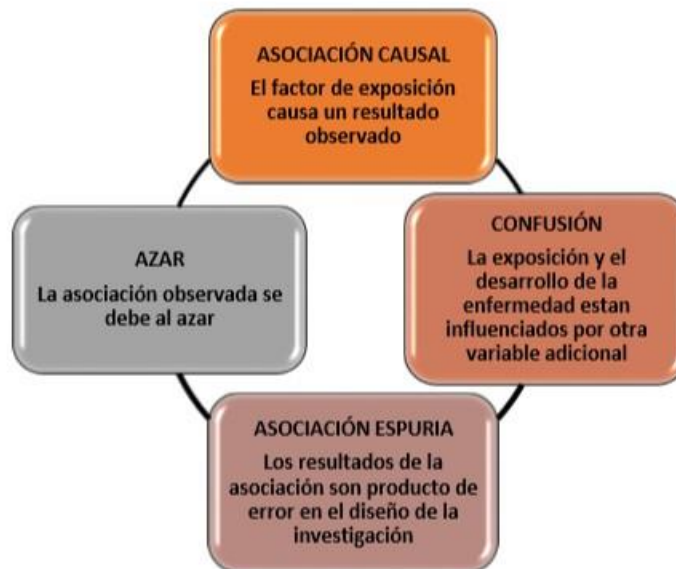 ASOCIACIÓN CAUSAL
El factor de exposición
causa un resultado
observado
CONFUSIÓN
La exposición y el
desarrollo de la
enfermedad estan
influenciados por otra
variable adicional
ASOCIACIÓN ESPURIA
Los resultados de la
asociación son producto de
error en el diseño de la
investigación
AZAR
La asociación observada se
debe al azar